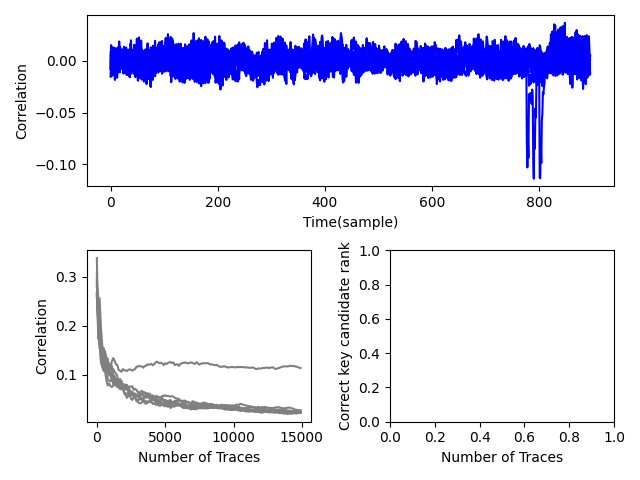 0.00
−0.05
−0.10
Correlation
0 200 400 600 800
Time(sample)
0.3
0.2
0.1
Correlation
0 5000 10000 15000
Number of Traces
1.0
0.8
0.6
0.4
0.2
0.0
Correct key candidate rank
0.0 0.2 0.4 0.6 0.8 1.0
Number of Traces